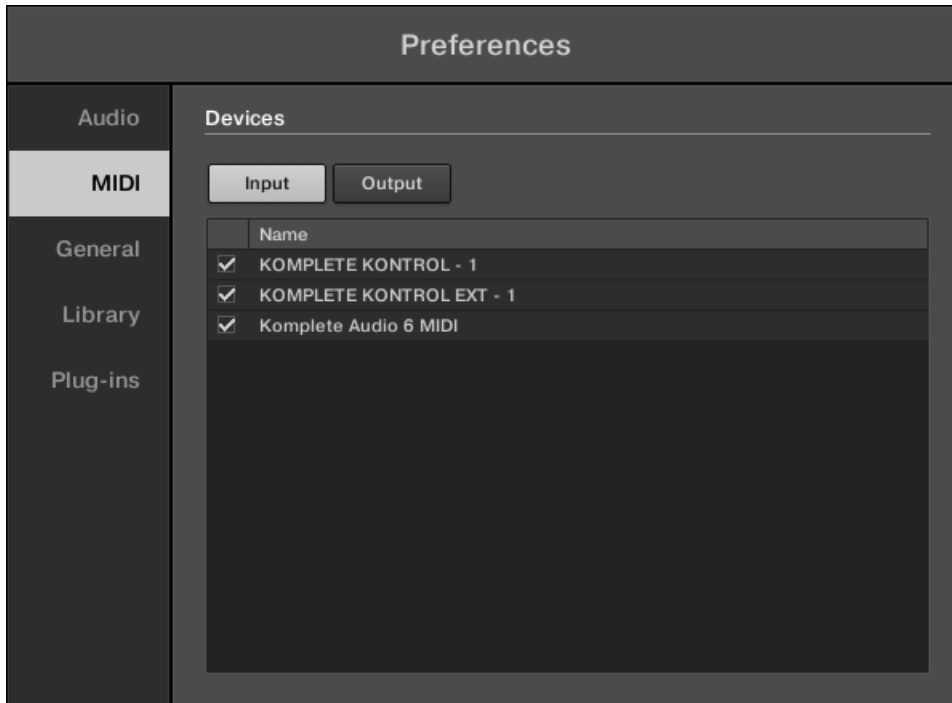 Preferences
Audio
MIDI
General
Library
Plug-ins
Devices
Input Output
Name
KOMPLETE KONTROL - 1
KOMPLETE KONTROL EXT - 1
Komplete Audio 6 MIDI